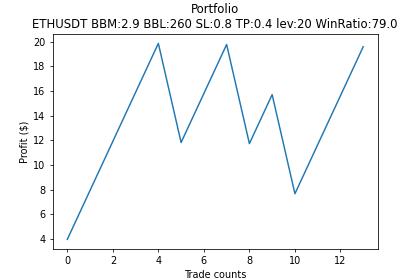 Portfolio
ETHUSDT BBM:2.9 BBL:260 SL:0.8 TP:0.4 lev:20 WinRatio:79.0
20
18
16
14
12
10
8
6
4
Profit ($)
0 2 4 6 8 10 12
Trade counts